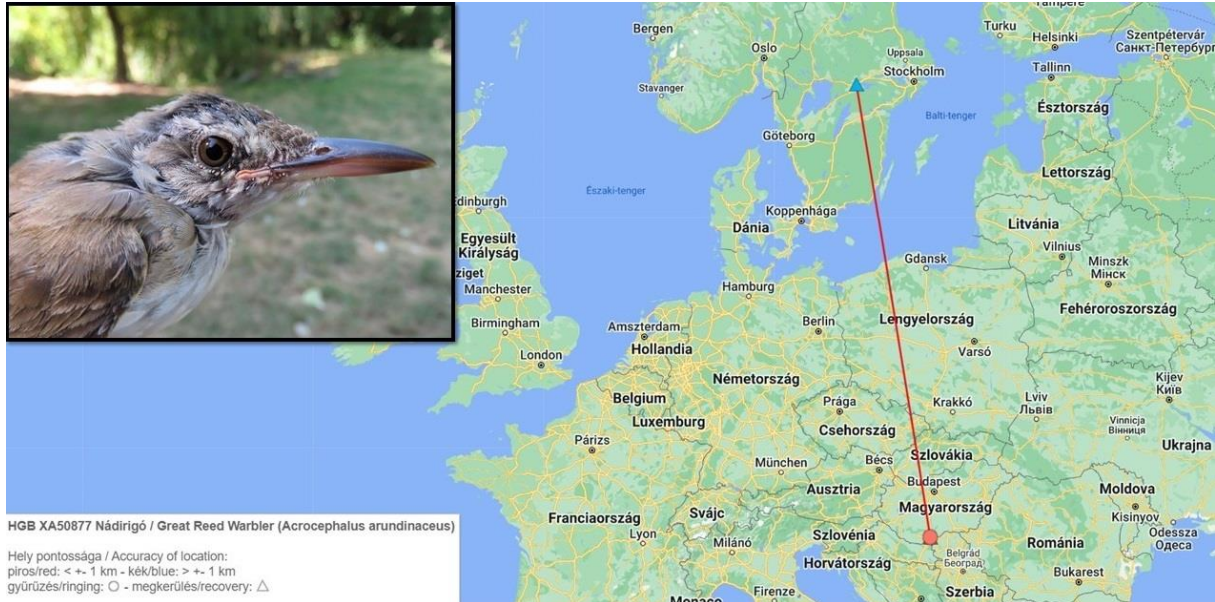 Tampere
Bergen
Oslo
Turku
Helsinki
Szentpétervár
Санкт-Петербург
Uppsala
Stockholm
Tallinn
Stavanger
Észtország
Balti-tenger
Göteborg
Lettország
Északi-tenger
Edinburgh
Koppenhága
Dánia
Litvánia
Egyesült
Királyság
Vilnius
Minszk
Мінск
Gdansk
Manchester
Hamburg
Fehéroroszország
Birmingham
Amszterdam
Berlin
Lengyelország
Hollandia
Varsó
London
Németország
Belgium
Kijev
Київ
Luxemburg
Prága
Krakkó
Lviv
Львів
Csehország
Vinnicja
Вінниця
Párizs
Ukrajna
Szlovákia
Bécs
München
Budapest
Ausztria
Magyarország
Moldova
Kisinyov
Franciaország
Svájc
Odessza
Одеса
Lyon
Milánó
Szlovénia
Románia
Horvátország
Belgrád
Београд
Bukarest
Firenze
Szerbia
Monaco
HGB XA50877 Nádirigó / Great Reed Warbler (Acrocephalus arundinaceus)
Hely pontossága / Accuracy of location:
piros/red: < +- 1 km - kék/blue: > +- 1 km
gyűrűzés/ringing: ○ - megkerülés/recovery: △